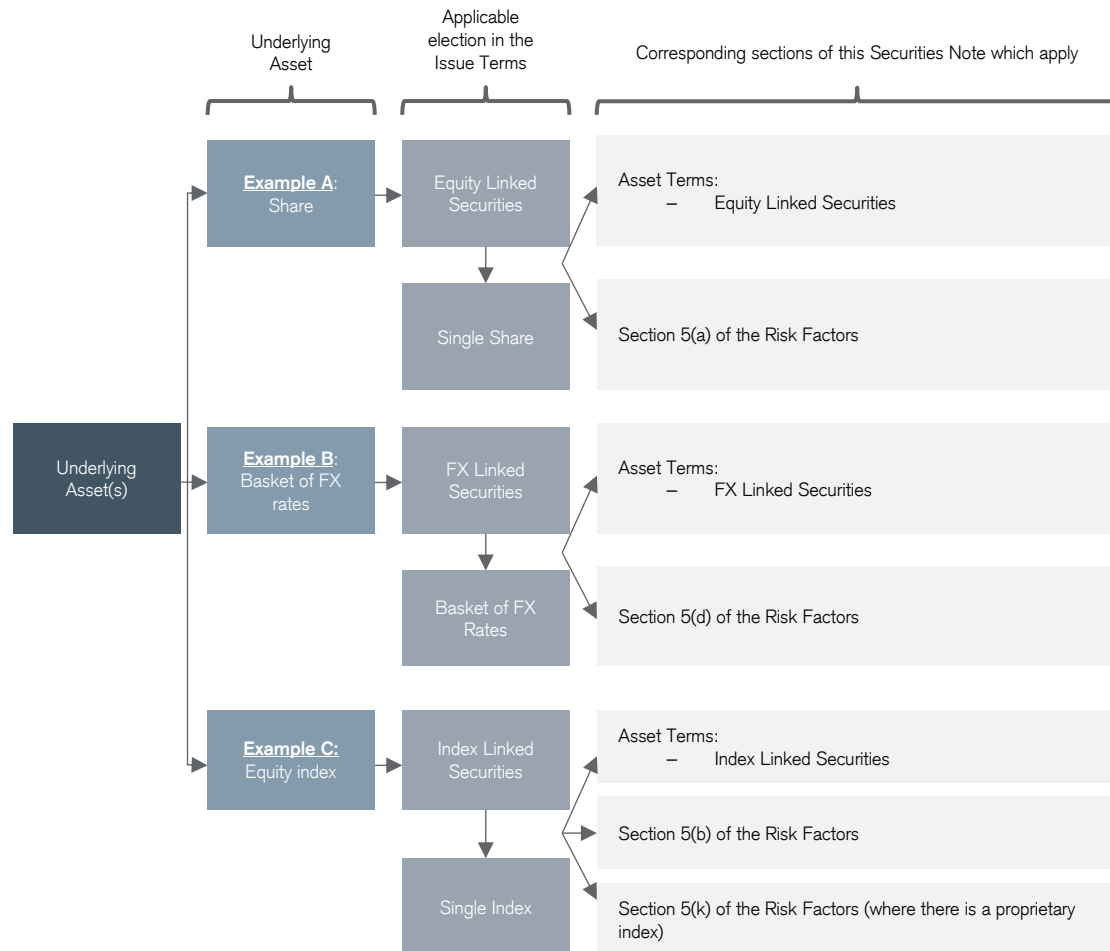 Underlying
Asset
Applicable
election in the
Issue Terms
Corresponding sections of this Securities Note which apply
Underlying
Asset(s)
Example A:
Share
Equity Linked
Securities
Single Share
Asset Terms:
– Equity Linked Securities
Section 5(a) of the Risk Factors
Example B:
Basket of FX
rates
FX Linked
Securities
Basket of FX
Rates
Asset Terms:
– FX Linked Securities
Section 5(d) of the Risk Factors
Example C:
Equity index
Index Linked
Securities
Single Index
Asset Terms:
– Index Linked Securities
Section 5(b) of the Risk Factors
Section 5(k) of the Risk Factors (where there is a proprietary
index)